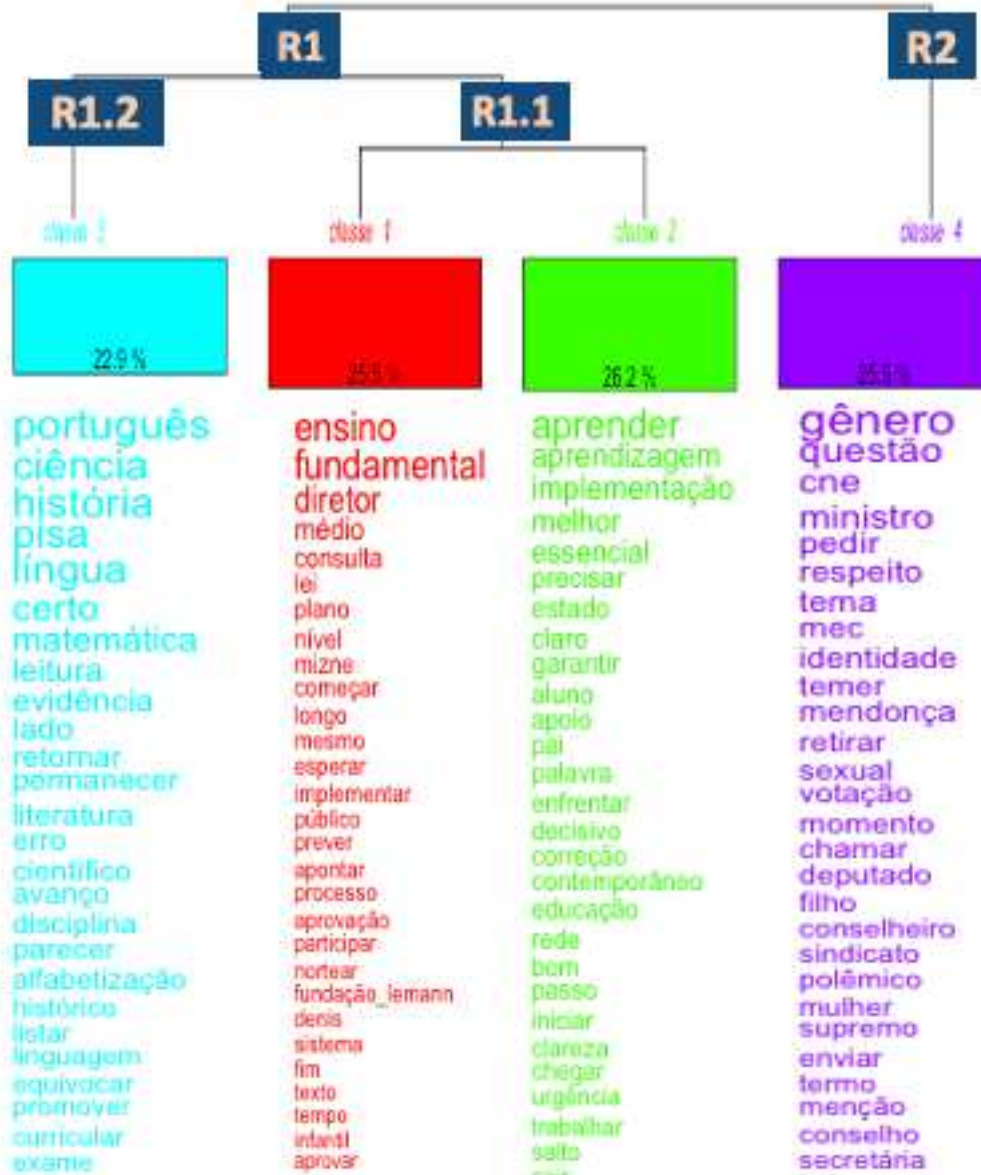 R1
R2
R1.2
R1.1
classe 1
classe 2
classe 4
22.9 %
26.2 %
português
ciência
história
pisa
língua
certo
matemática
leitura
evidência
lado
retornar
permanecer
literatura
erro
científico
avanço
disciplina
parecer
alfabetização
histórico
listar
linguagem
equivocar
promover
curricular
exame
ensino
fundamental
diretor
médio
consulta
lei
plano
nível
mizne
começar
longo
mesmo
esperar
implementar
público
prever
apontar
processo
aprovação
participar
nortear
fundação_lemann
denis
sistema
fim
texto
tempo
infantil
aprovar
aprender
aprendizagem
implementação
melhor
essencial
precisar
estado
claro
garantir
aluno
apoio
pai
palavra
enfrentar
decisivo
correção
contemporâneo
educação
rede
bom
passo
iniciar
clareza
chegar
urgência
trabalhar
salto
gênero
questão
cne
ministro
pedir
respeito
tema
mec
identidade
temer
mendonça
retirar
sexual
votação
momento
chamar
deputado
filho
conselheiro
sindicato
polêmico
mulher
supremo
enviar
termo
menção
conselho
secretária